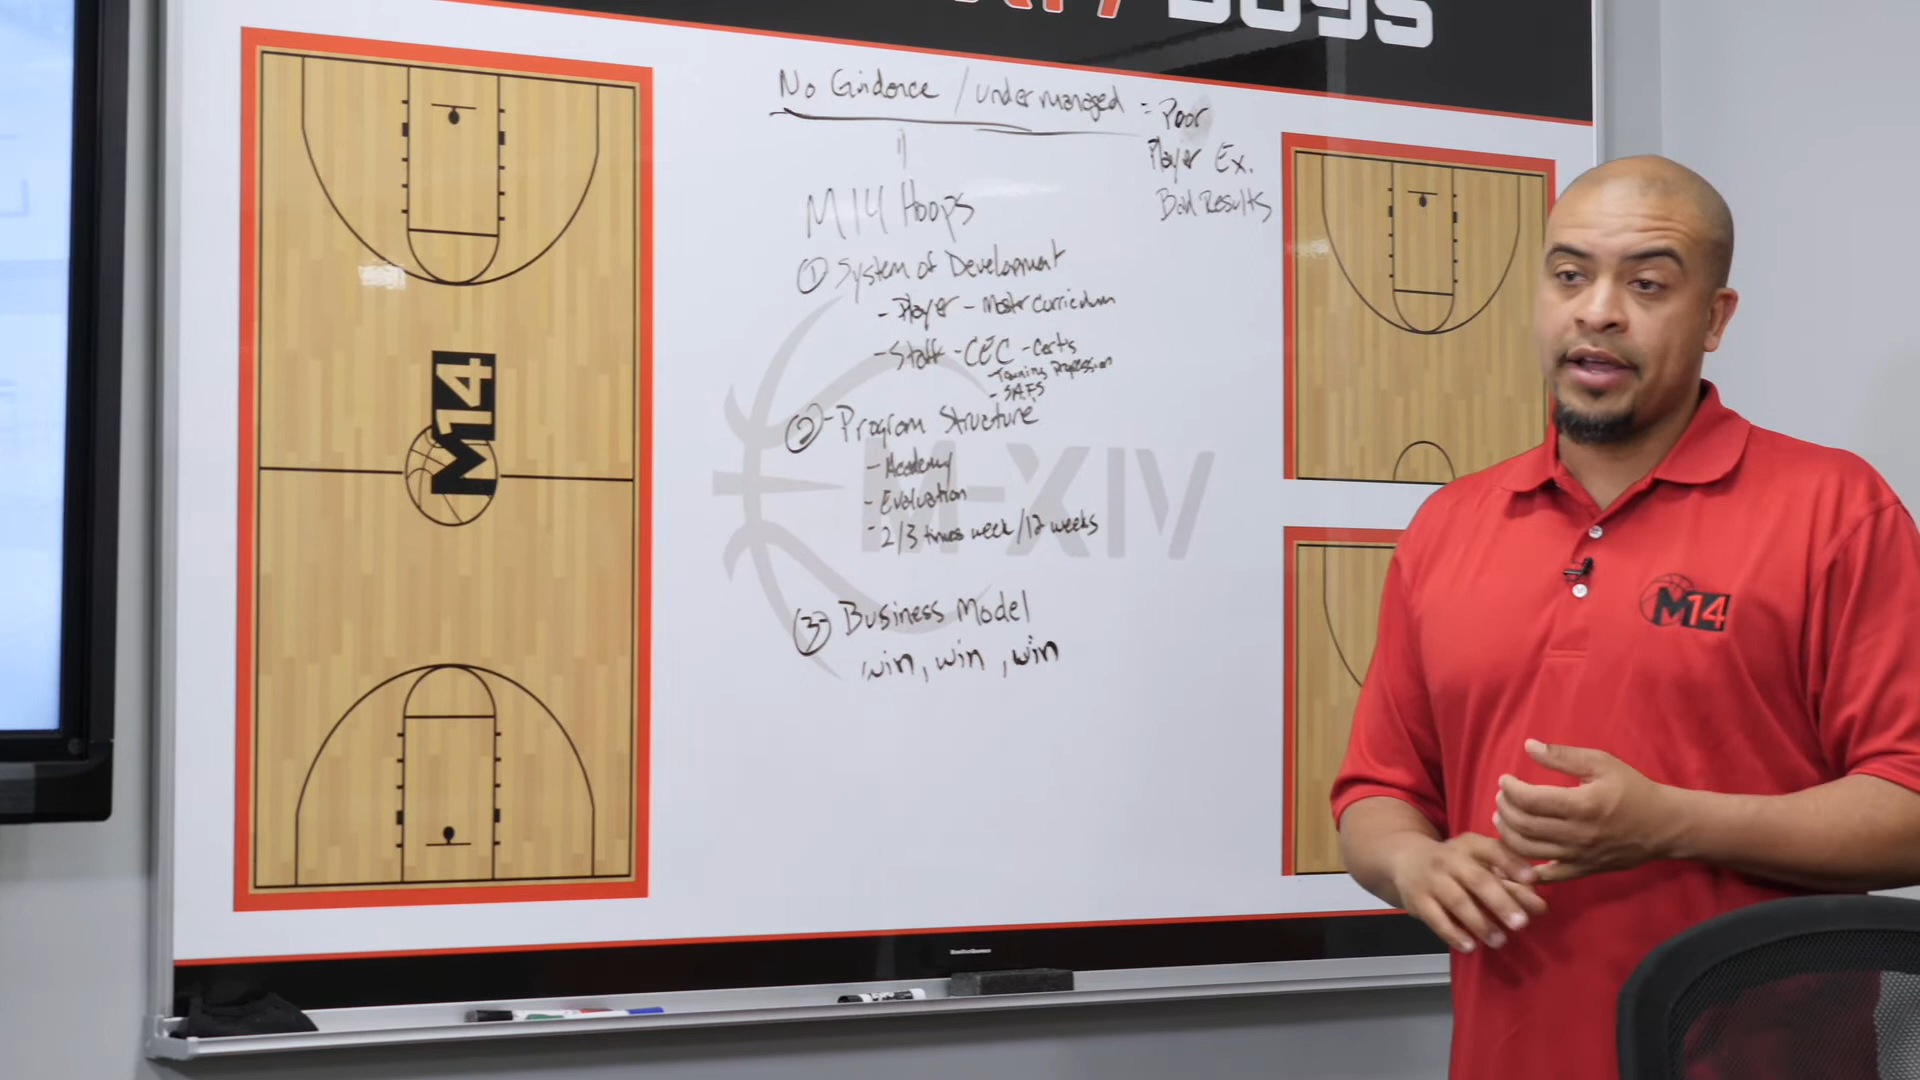 BOYS
No Guidance / undermanaged = Poor
Player Ex.
Bad Results
M14 Hoops
① System of Development
- Player - Master Curriculum
- Staff - CEC - Certs
- Training Progression
- SAFS
② - Program Structure
- Academy
- Evaluation
- 2/3 times week/12 weeks
③ Business Model
win, win, win
M-XIV
M14
M14